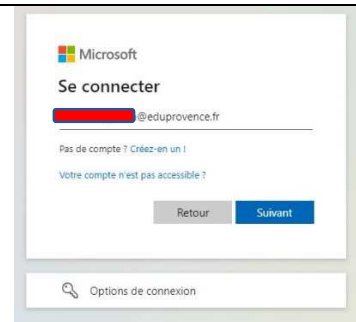 Microsoft
Se connecter
@eduprovence.fr
Pas de compte ? Créez-en un !
Votre compte n'est pas accessible ?
Retour Suivant
Options de connexion